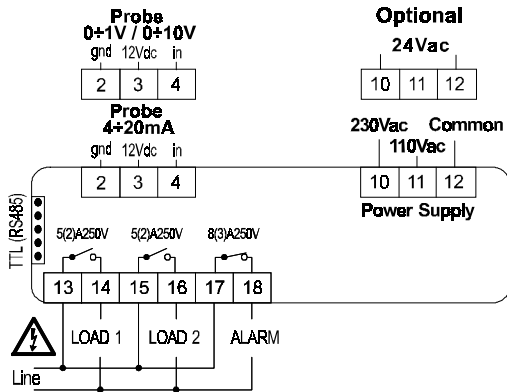 Probe
0÷1V / 0÷10V
gnd 12Vdc in
2 3 4
Optional
24Vac
10 11 12
Probe
4÷20mA
gnd 12Vdc in
2 3 4
230Vac Common
110Vac
10 11 12
Power Supply
TTL (RS485)
5(2)A250V 5(2)A250V 8(3)A250V
13 14 15 16 17 18
LOAD 1 LOAD 2 ALARM
Line